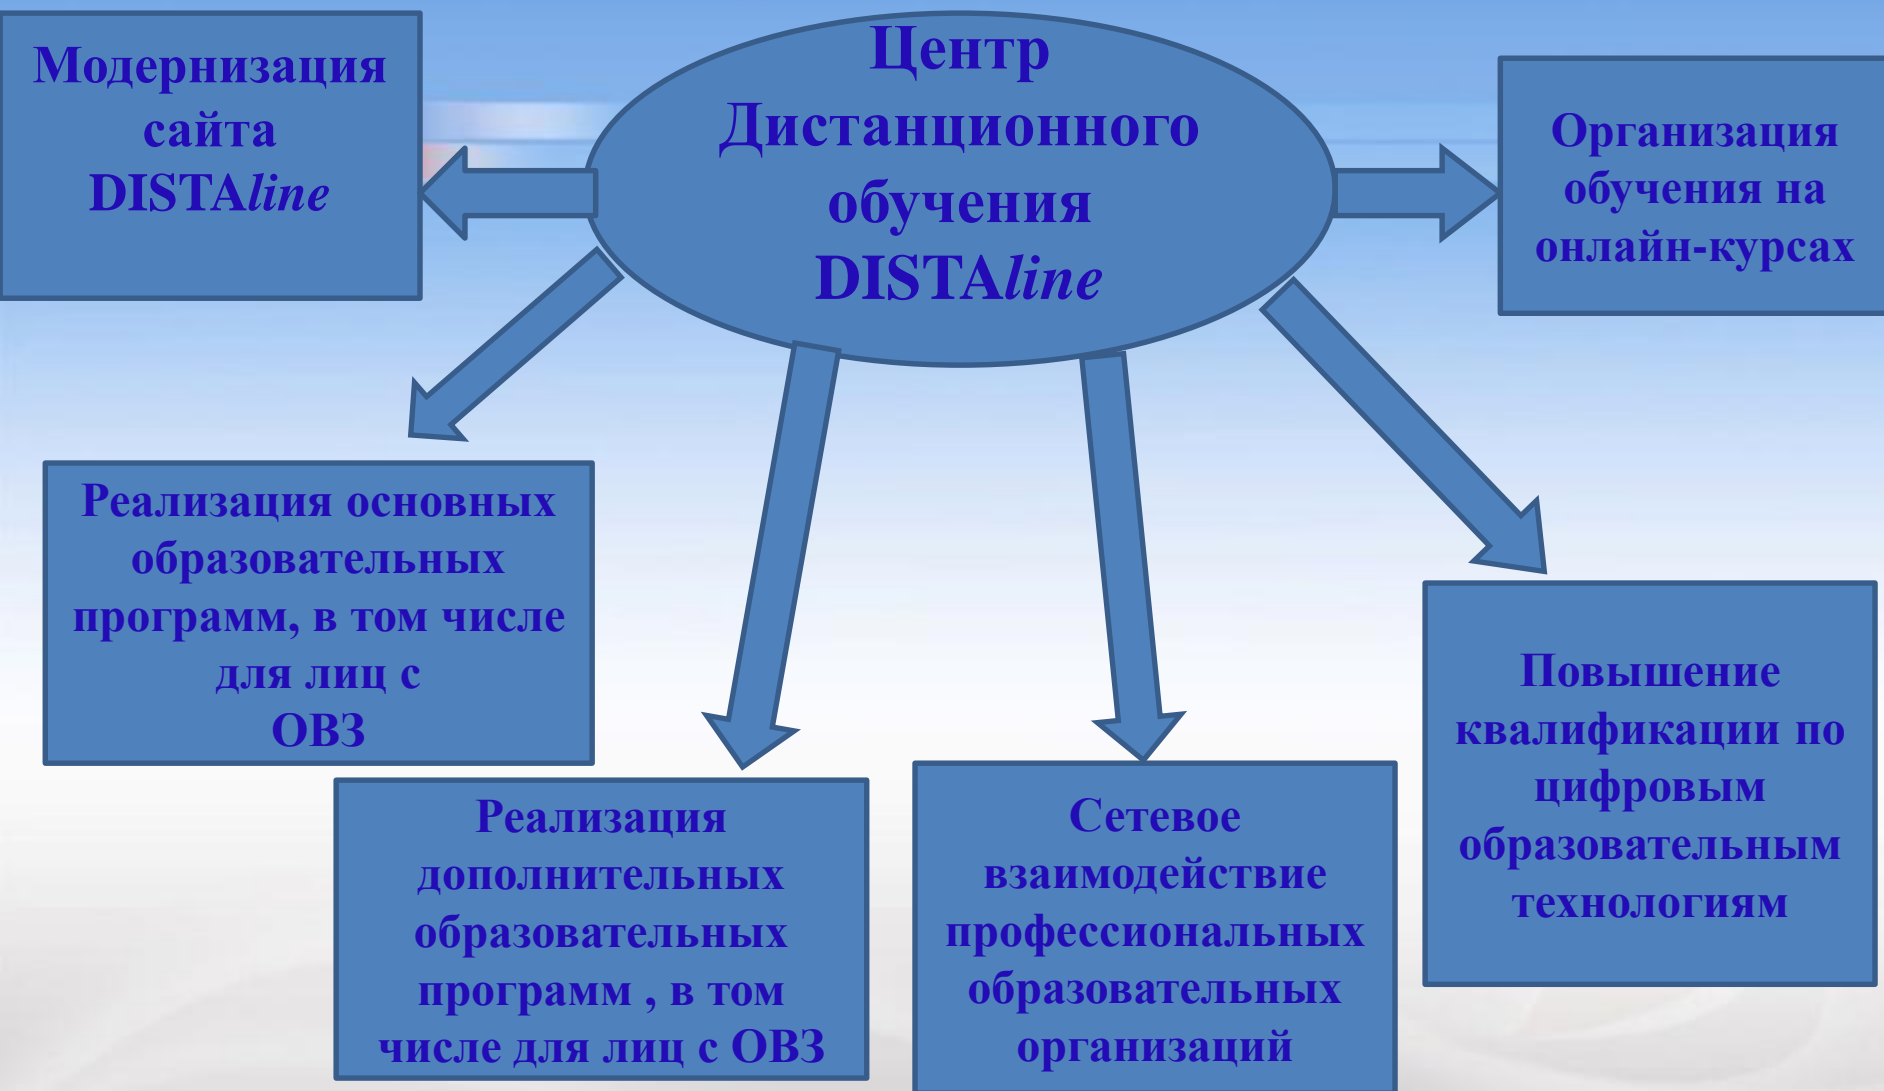 Модернизация
сайта
DISTAline
Центр
Дистанционного
обучения
DISTAline
Организация
обучения на
онлайн-курсах
Реализация основных
образовательных
программ, в том числе
для лиц с
ОВЗ
Реализация
дополнительных
образовательных
программ , в том
числе для лиц с ОВЗ
Сетевое
взаимодействие
профессиональных
образовательных
организаций
Повышение
квалификации по
цифровым
образовательным
технологиям